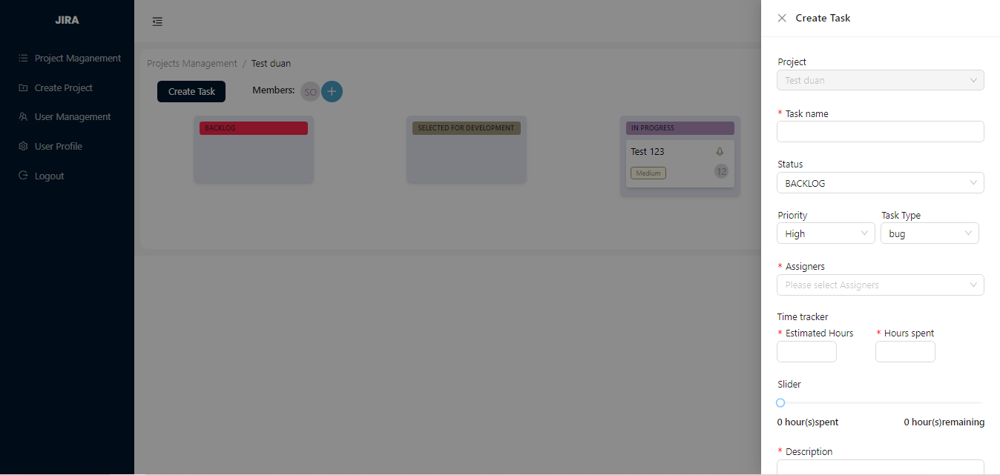 JIRA
Project Maganement
Create Project
User Management
User Profile
Logout
Projects Management / Test duan
Create Task
Members:
SO
BACKLOG
SELECTED FOR DEVELOPMENT
IN PROGRESS
Test 123
Medium
12
Create Task
Project
Test duan
* Task name
Status
BACKLOG
Priority Task Type
High bug
* Assigners
Please select Assigners
Time tracker
* Estimated Hours * Hours spent
Slider
0 hour(s)spent 0 hour(s)remaining
* Description